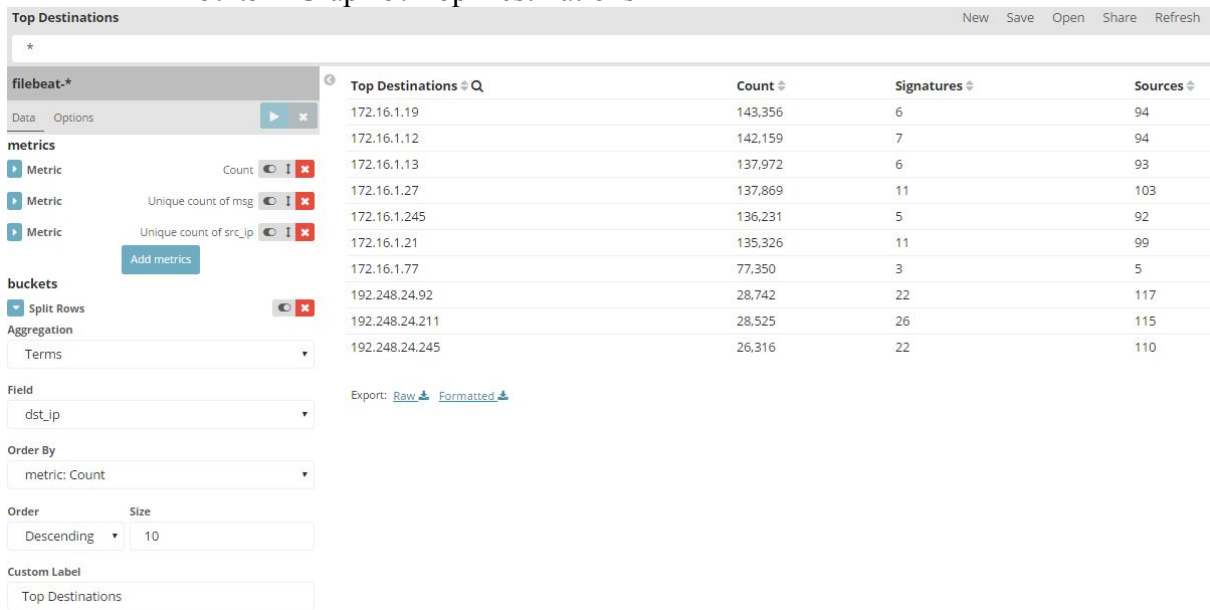 Top Destinations New Save Open Share Refresh
*
filebeat-*
Data Options
metrics
Metric Count
Metric Unique count of msg
Metric Unique count of src_ip
Add metrics
buckets
Split Rows
Aggregation
Terms
Field
dst_ip
Order By
metric: Count
Order Size
Descending 10
Custom Label
Top Destinations
Top Destinations Count Signatures Sources
172.16.1.19 143,356 6 94
172.16.1.12 142,159 7 94
172.16.1.13 137,972 6 93
172.16.1.27 137,869 11 103
172.16.1.245 136,231 5 92
172.16.1.21 135,326 11 99
172.16.1.77 77,350 3 5
192.248.24.92 28,742 22 117
192.248.24.211 28,525 26 115
192.248.24.245 26,316 22 110
Export: Raw Formatted